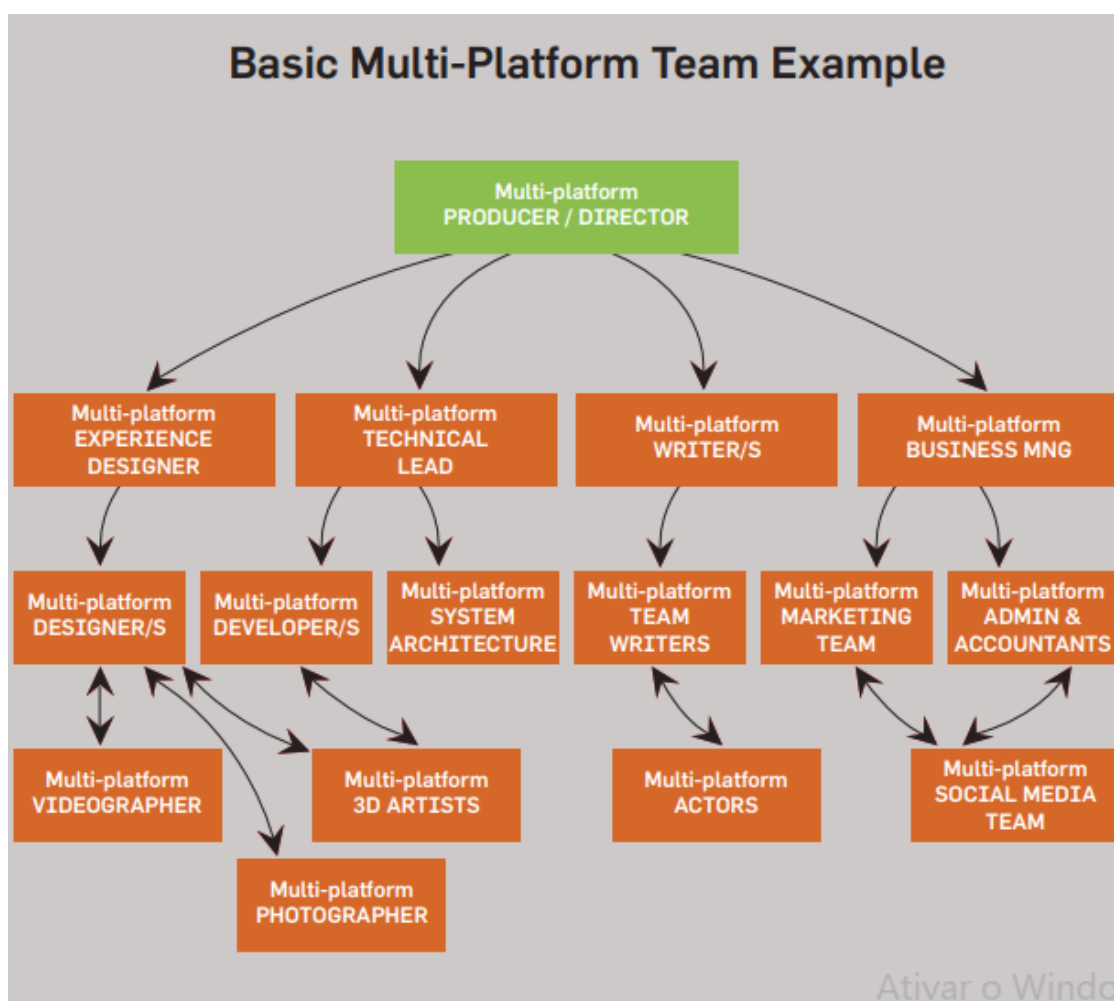 Basic Multi-Platform Team Example
Multi-platform
PRODUCER / DIRECTOR
Multi-platform
EXPERIENCE
DESIGNER
Multi-platform
TECHNICAL
LEAD
Multi-platform
WRITER/S
Multi-platform
BUSINESS MNG
Multi-platform
DESIGNER/S
Multi-platform
DEVELOPER/S
Multi-platform
SYSTEM
ARCHITECTURE
Multi-platform
TEAM
WRITERS
Multi-platform
MARKETING
TEAM
Multi-platform
ADMIN &
ACCOUNTANTS
Multi-platform
VIDEOGRAPHER
Multi-platform
3D ARTISTS
Multi-platform
ACTORS
Multi-platform
SOCIAL MEDIA
TEAM
Multi-platform
PHOTOGRAPHER
Ativar o Windo